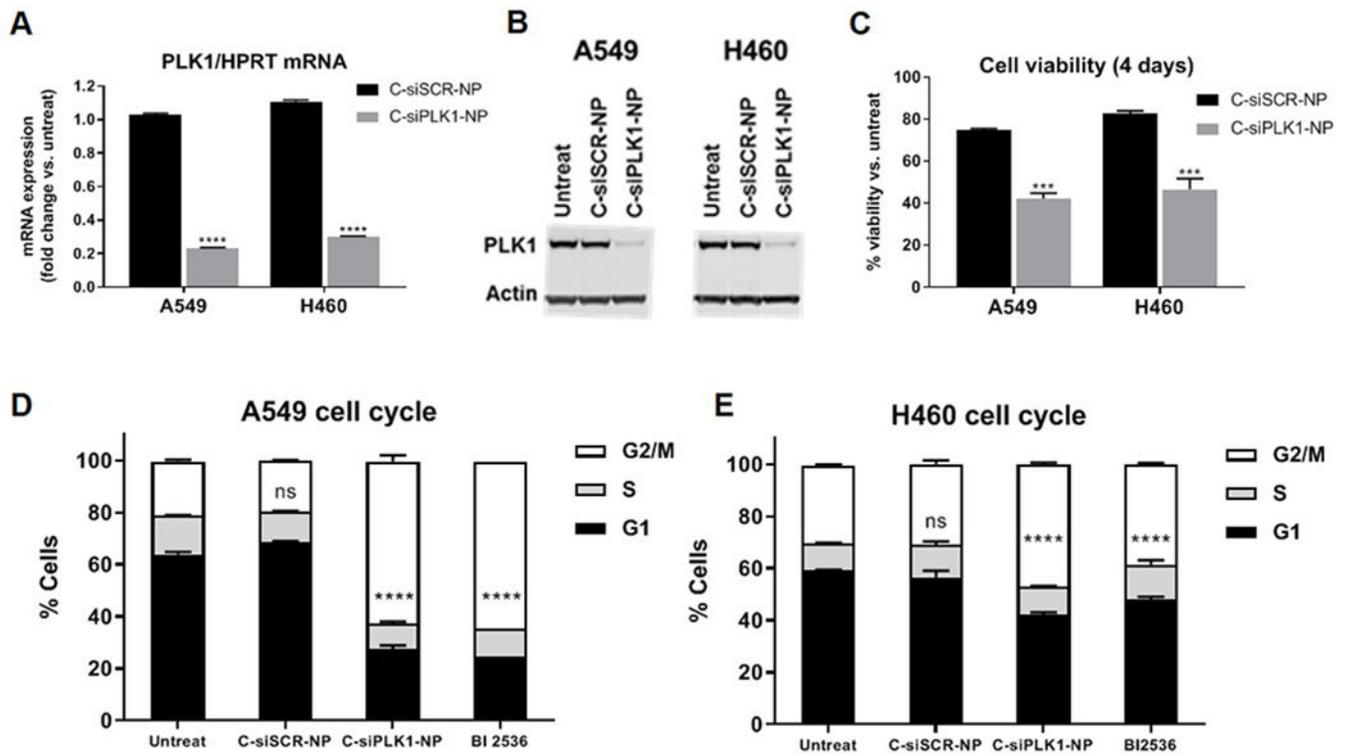 A
PLK1/HPRT mRNA
mRNA expression
(fold change vs. untreat)
1.2
1.0
0.8
0.6
0.4
0.2
0.0
****
****
A549
H460
C-siSCR-NP
C-siPLK1-NP
B
A549
H460
Untreat
C-siSCR-NP
C-siPLK1-NP
Untreat
C-siSCR-NP
C-siPLK1-NP
PLK1
Actin
C
Cell viability (4 days)
% viability vs. untreat
100
80
60
40
20
0
***
***
A549
H460
C-siSCR-NP
C-siPLK1-NP
D
A549 cell cycle
% Cells
100
80
60
40
20
0
ns
****
****
Untreat
C-siSCR-NP
C-siPLK1-NP
BI 2536
G2/M
S
G1
E
H460 cell cycle
% Cells
100
80
60
40
20
0
ns
****
****
Untreat
C-siSCR-NP
C-siPLK1-NP
BI2536
G2/M
S
G1